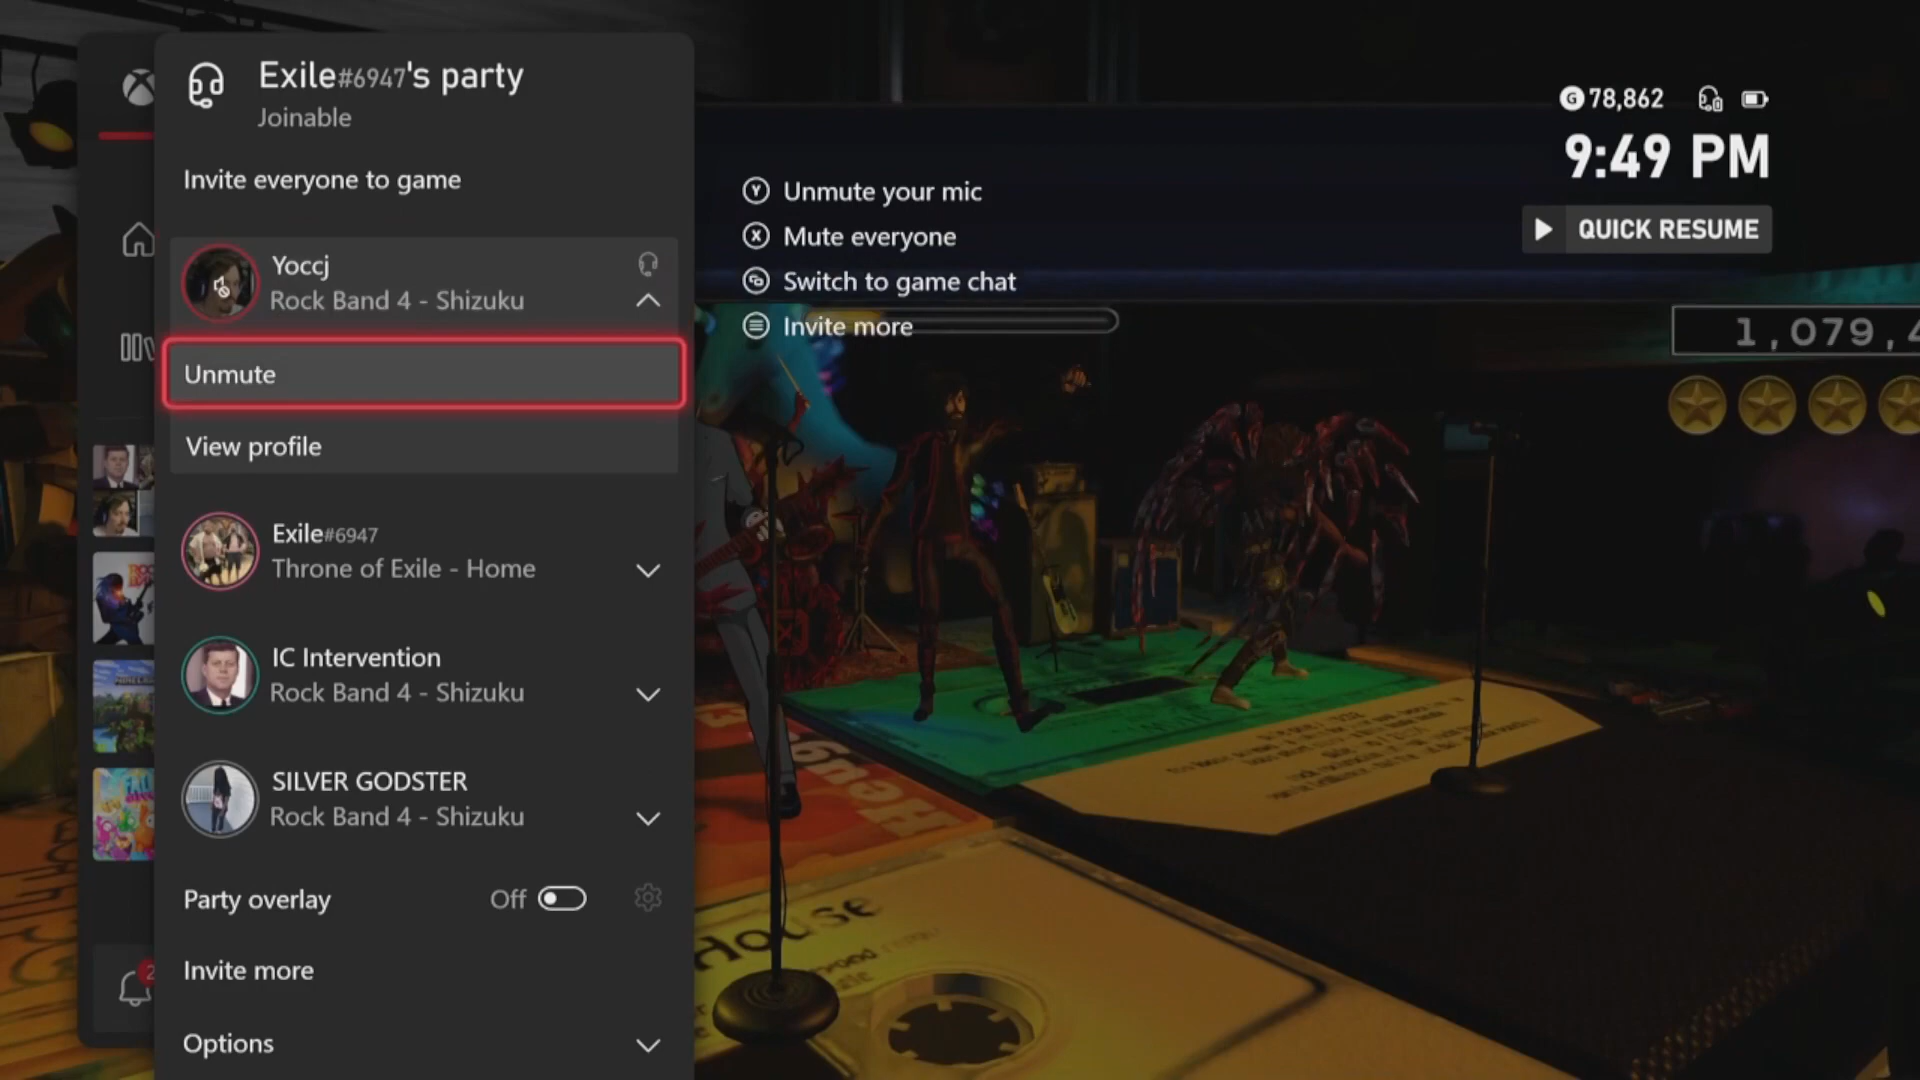 Exile#6947's party
Joinable
Invite everyone to game
Yoccj
Rock Band 4 - Shizuku
Unmute
View profile
Exile#6947
Throne of Exile - Home
IC Intervention
Rock Band 4 - Shizuku
SILVER GODSTER
Rock Band 4 - Shizuku
Party overlay
Off
Invite more
Options
2
Y Unmute your mic
X Mute everyone
Switch to game chat
Invite more
G 78,862
9:49 PM
QUICK RESUME
1,079,4
House